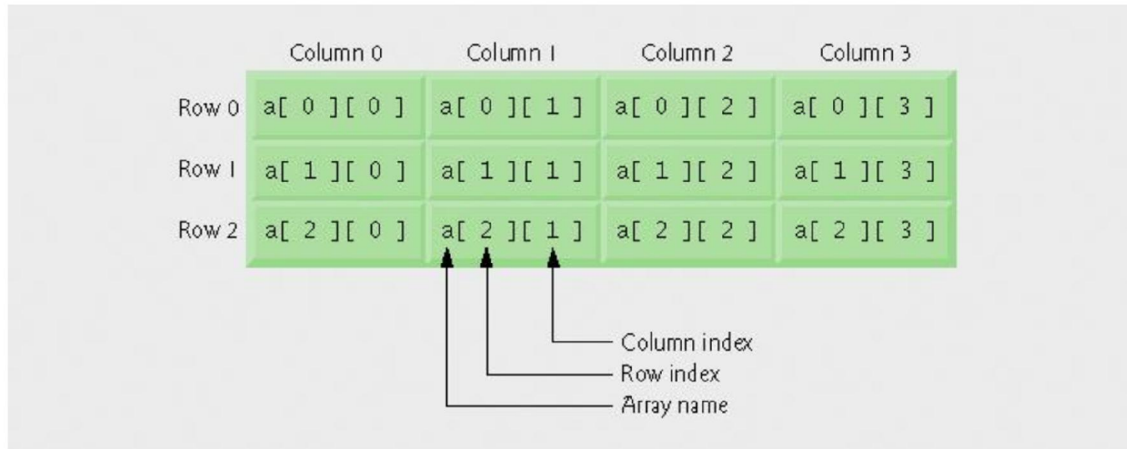 Column 0 Column 1 Column 2 Column 3
Row 0 a[ 0 ][ 0 ] a[ 0 ][ 1 ] a[ 0 ][ 2 ] a[ 0 ][ 3 ]
Row 1 a[ 1 ][ 0 ] a[ 1 ][ 1 ] a[ 1 ][ 2 ] a[ 1 ][ 3 ]
Row 2 a[ 2 ][ 0 ] a[ 2 ][ 1 ] a[ 2 ][ 2 ] a[ 2 ][ 3 ]
Column index
Row index
Array name